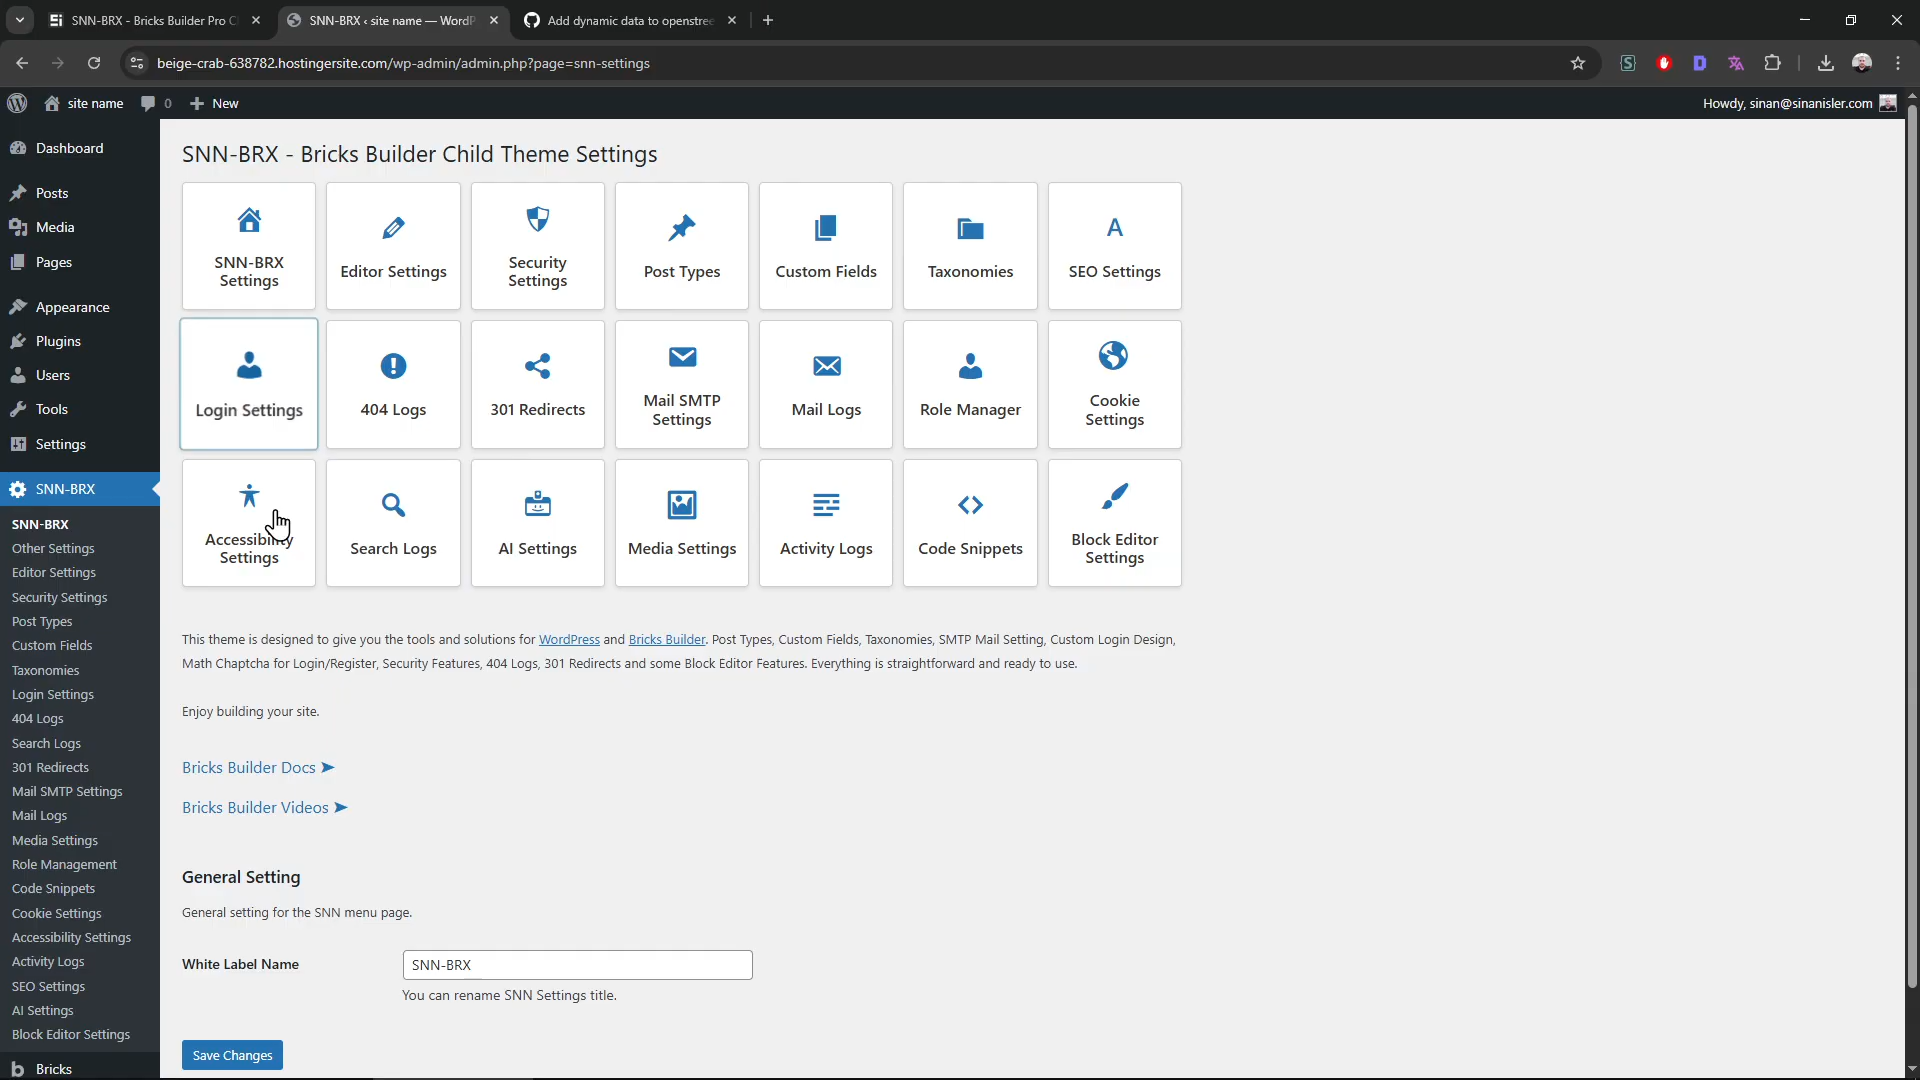 SNN-BRX - Bricks Builder Pro C
SNN-BRX ‹ site name — WordP
Add dynamic data to openstree
beige-crab-638782.hostingersite.com/wp-admin/admin.php?page=snn-settings
site name
0
New
Howdy, sinan@sinanisler.com
Dashboard
Posts
Media
Pages
Appearance
Plugins
Users
Tools
Settings
SNN-BRX
SNN-BRX
Other Settings
Editor Settings
Security Settings
Post Types
Custom Fields
Taxonomies
Login Settings
404 Logs
Search Logs
301 Redirects
Mail SMTP Settings
Mail Logs
Media Settings
Role Management
Code Snippets
Cookie Settings
Accessibility Settings
Activity Logs
SEO Settings
AI Settings
Block Editor Settings
Bricks
SNN-BRX - Bricks Builder Child Theme Settings
SNN-BRX
Settings
Editor Settings
Security
Settings
Post Types
Custom Fields
Taxonomies
SEO Settings
Login Settings
404 Logs
301 Redirects
Mail SMTP
Settings
Mail Logs
Role Manager
Cookie
Settings
Accessibility
Settings
Search Logs
AI Settings
Media Settings
Activity Logs
Code Snippets
Block Editor
Settings
This theme is designed to give you the tools and solutions for WordPress and Bricks Builder. Post Types, Custom Fields, Taxonomies, SMTP Mail Setting, Custom Login Design,
Math Chaptcha for Login/Register, Security Features, 404 Logs, 301 Redirects and some Block Editor Features. Everything is straightforward and ready to use.
Enjoy building your site.
Bricks Builder Docs ➤
Bricks Builder Videos ➤
General Setting
General setting for the SNN menu page.
White Label Name
SNN-BRX
You can rename SNN Settings title.
Save Changes